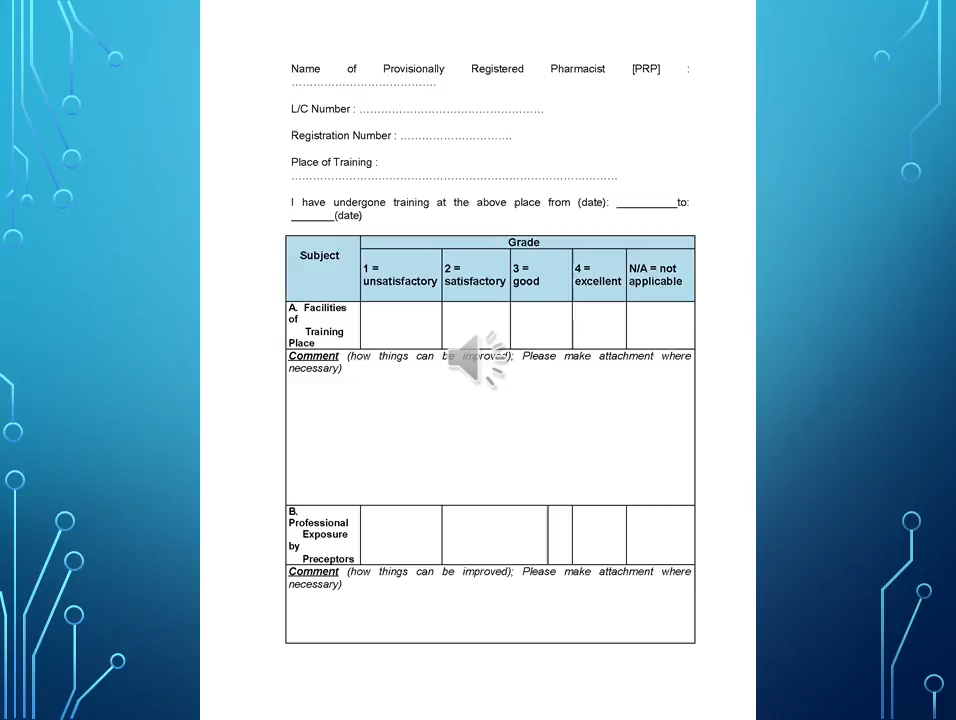 Name of Provisionally Registered Pharmacist [PRP] :
………………………………….
L/C Number : ……………………………………………
Registration Number : ………………………….
Place of Training :
………………………………………………………………………………
I have undergone training at the above place from (date): __________to:
_______(date)
Grade
Subject
1 =
unsatisfactory
2 =
satisfactory
3 =
good
4 =
excellent
N/A = not
applicable
A. Facilities
of
Training
Place
Comment (how things can be improved); Please make attachment where
necessary)
B.
Professional
Exposure
by
Preceptors
Comment (how things can be improved); Please make attachment where
necessary)